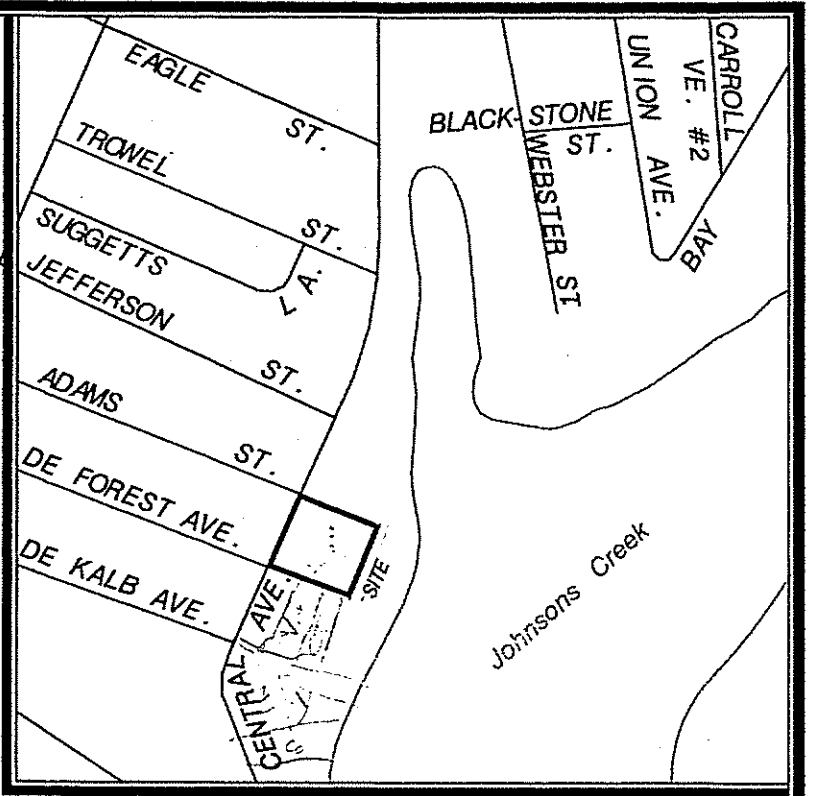 EAGLE ST.
TROWEL ST.
SUGGETTS LA.
JEFFERSON ST.
ADAMS ST.
DE FOREST AVE.
DE KALB AVE.
CENTRAL AVE.
SITE
BLACK-STONE ST.
WEBSTER ST
UNION AVE.
CARROLL
VE. #2
BAY
Johnsons Creek